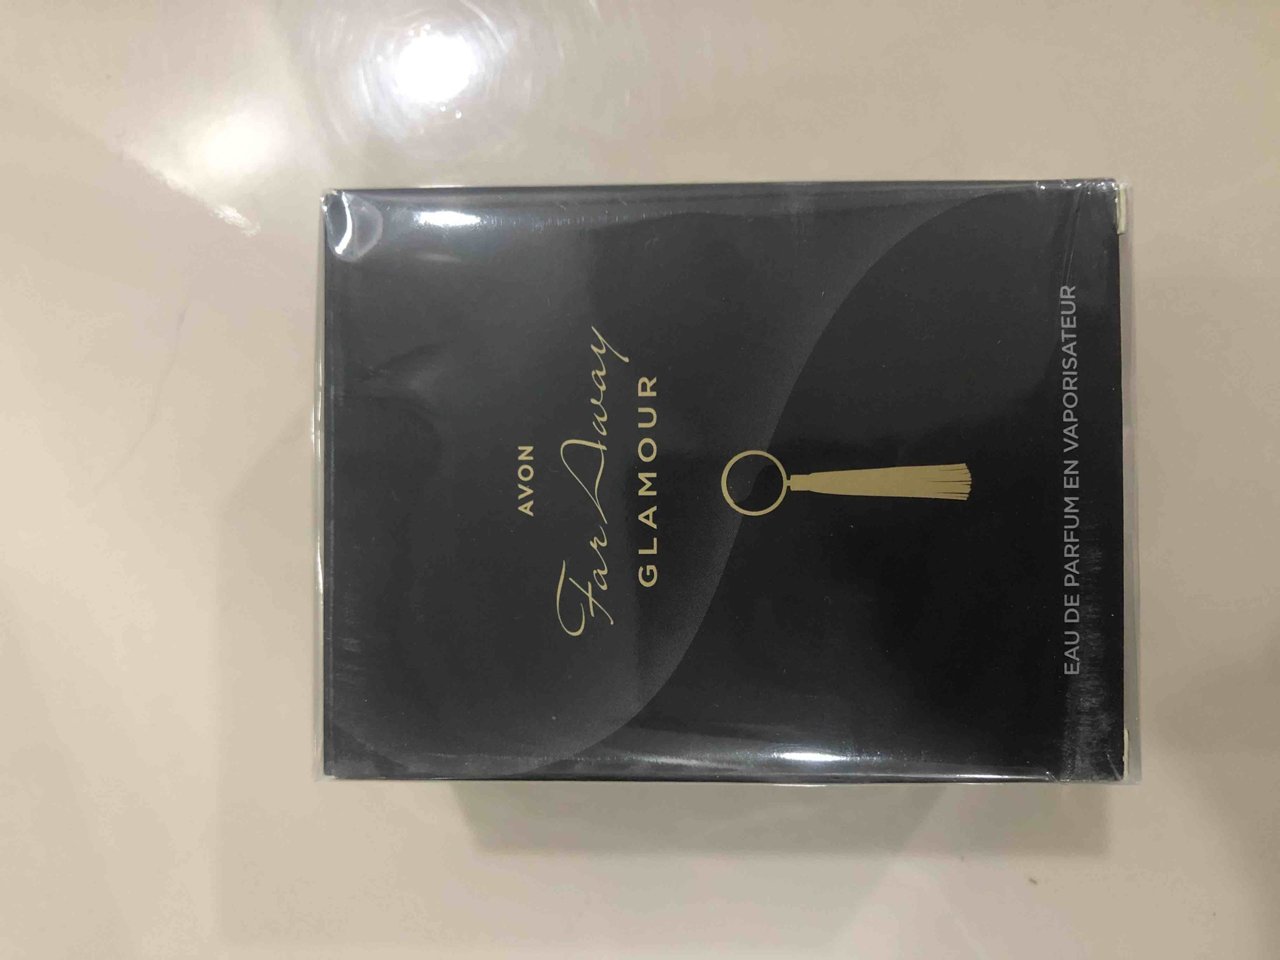 AVON
Far Away
GLAMOUR
EAU DE PARFUM EN VAPORISATEUR